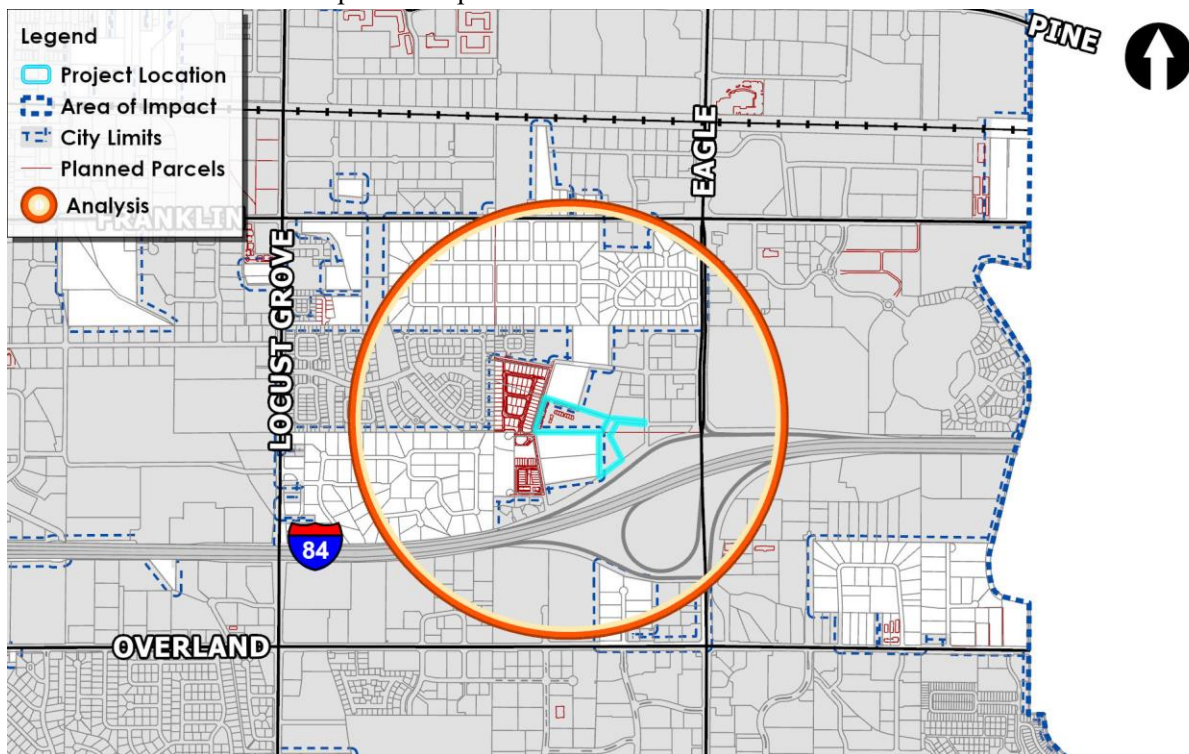 Legend
Project Location
Area of Impact
City Limits
Planned Parcels
Analysis
FRANKLIN
PINE
EAGLE
LOCUST GROVE
84
OVERLAND